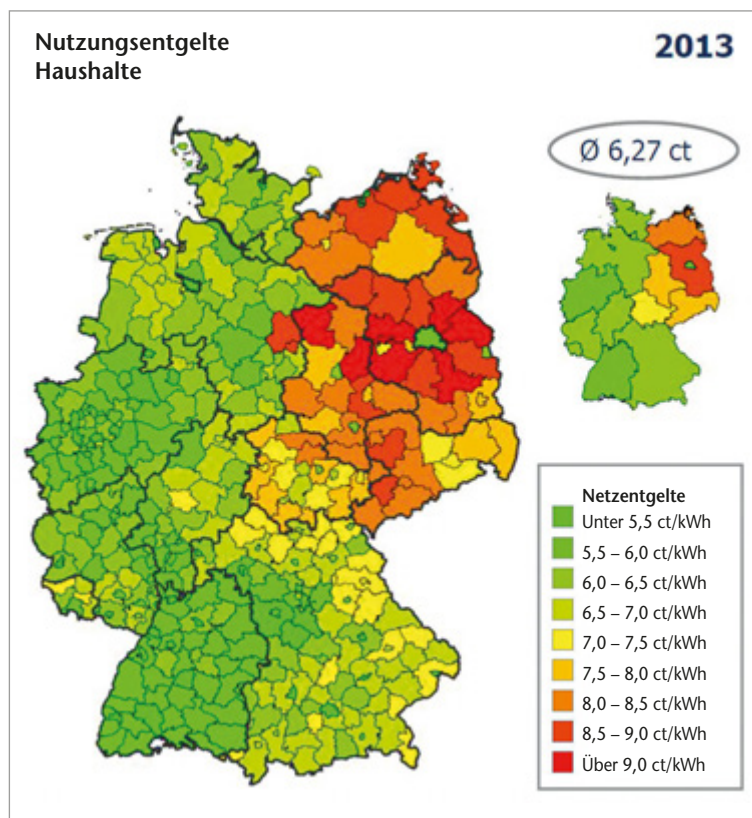 Nutzungsentgelte
Haushalte
2013
Ø 6,27 ct
Netzentgelte
Unter 5,5 ct/kWh
5,5 – 6,0 ct/kWh
6,0 – 6,5 ct/kWh
6,5 – 7,0 ct/kWh
7,0 – 7,5 ct/kWh
7,5 – 8,0 ct/kWh
8,0 – 8,5 ct/kWh
8,5 – 9,0 ct/kWh
Über 9,0 ct/kWh